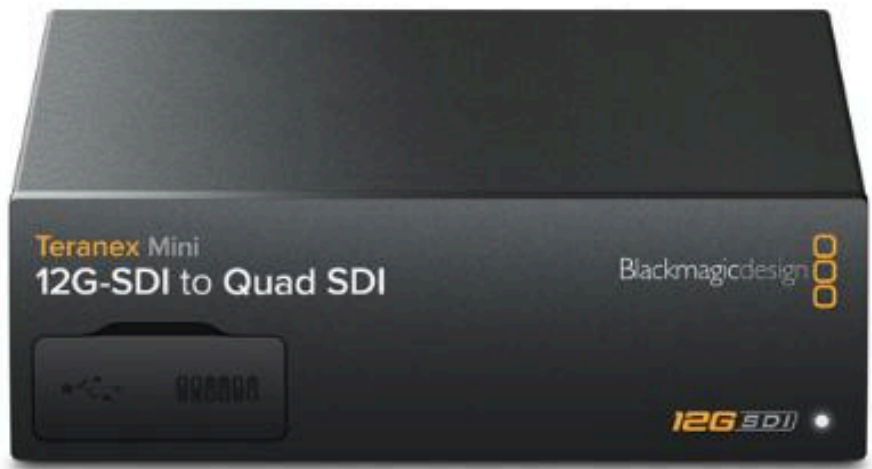 Teranex Mini
12G-SDI to Quad SDI
Blackmagicdesign
12G SDI